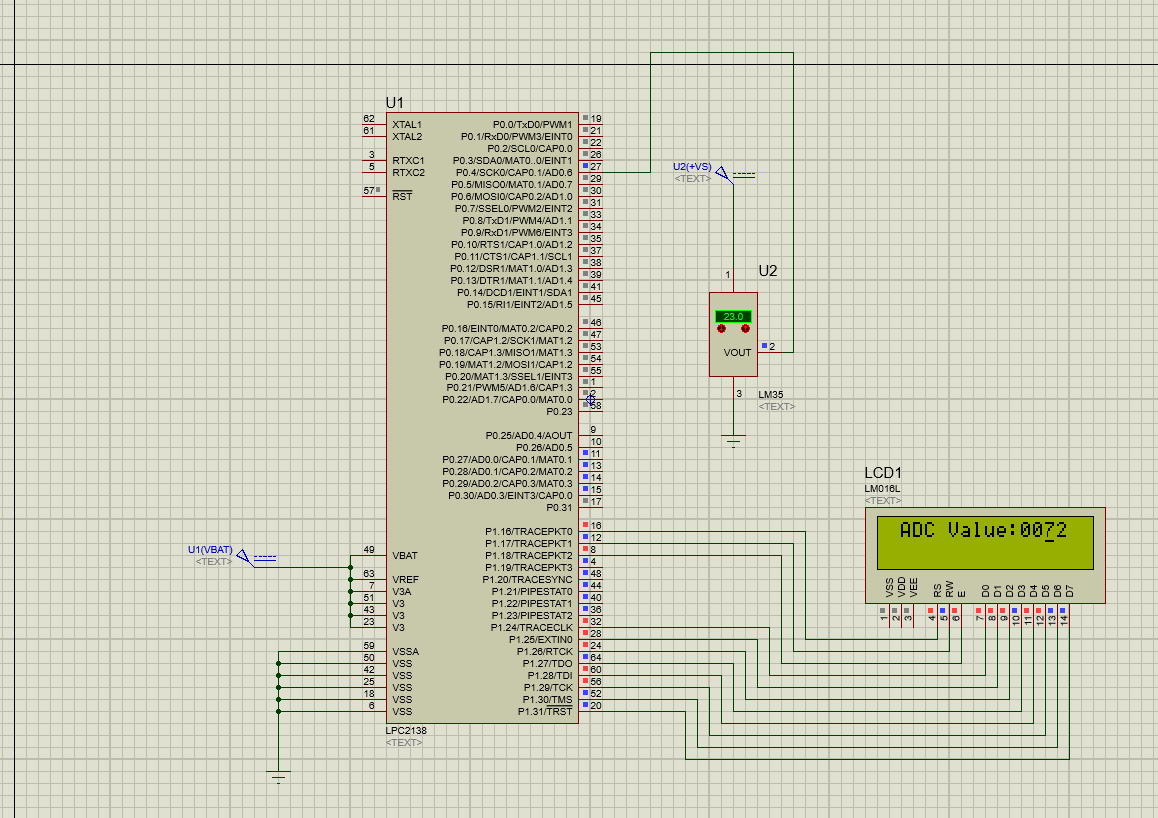 U1
62 XTAL1
61 XTAL2
3 RTXC1
5 RTXC2
57 RST
P0.0/TxD0/PWM1 19
P0.1/RxD0/PWM3/EINT0 21
P0.2/SCL0/CAP0.0 22
P0.3/SDA0/MAT0..0/EINT1 26
P0.4/SCK0/CAP0.1/AD0.6 27
P0.5/MISO0/MAT0.1/AD0.7 29
P0.6/MOSI0/CAP0.2/AD1.0 30
P0.7/SSEL0/PWM2/EINT2 31
P0.8/TxD1/PWM4/AD1.1 33
P0.9/RxD1/PWM6/EINT3 34
P0.10/RTS1/CAP1.0/AD1.2 35
P0.11/CTS1/CAP1.1/SCL1 37
P0.12/DSR1/MAT1.0/AD1.3 38
P0.13/DTR1/MAT1.1/AD1.4 39
P0.14/DCD1/EINT1/SDA1 41
P0.15/RI1/EINT2/AD1.5 45
P0.16/EINT0/MAT0.2/CAP0.2 46
P0.17/CAP1.2/SCK1/MAT1.2 47
P0.18/CAP1.3/MISO1/MAT1.3 53
P0.19/MAT1.2/MOSI1/CAP1.2 54
P0.20/MAT1.3/SSEL1/EINT3 55
P0.21/PWM5/AD1.6/CAP1.3 1
P0.22/AD1.7/CAP0.0/MAT0.0 2
P0.23 58
P0.25/AD0.4/AOUT 9
P0.26/AD0.5 10
P0.27/AD0.0/CAP0.1/MAT0.1 11
P0.28/AD0.1/CAP0.2/MAT0.2 13
P0.29/AD0.2/CAP0.3/MAT0.3 14
P0.30/AD0.3/EINT3/CAP0.0 15
P0.31 17
P1.16/TRACEPKT0 16
P1.17/TRACEPKT1 12
P1.18/TRACEPKT2 8
P1.19/TRACEPKT3 4
P1.20/TRACESYNC 48
P1.21/PIPESTAT0 44
P1.22/PIPESTAT1 40
P1.23/PIPESTAT2 36
P1.24/TRACECLK 32
P1.25/EXTIN0 28
P1.26/RTCK 24
P1.27/TDO 64
P1.28/TDI 60
P1.29/TCK 56
P1.30/TMS 52
P1.31/TRST 20
U1(VBAT)
<TEXT>
49 VBAT
63 VREF
7 V3A
51 V3
43 V3
23 V3
59 VSSA
50 VSS
42 VSS
25 VSS
18 VSS
6 VSS
LPC2138
<TEXT>
U2(+VS)
<TEXT>
1
U2
23.0
VOUT 2
3
LM35
<TEXT>
LCD1
LM016L
<TEXT>
ADC Value:0072
VSS VDD VEE RS RW E D0 D1 D2 D3 D4 D5 D6 D7
1 2 3 4 5 6 7 8 9 10 11 12 13 14